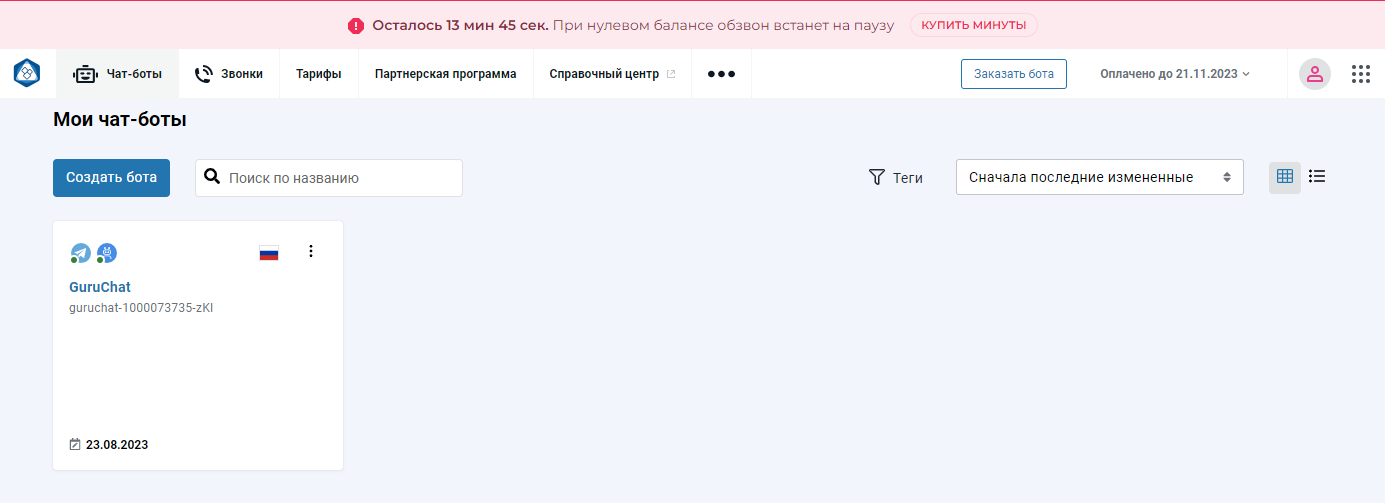 Осталось 13 мин 45 сек. При нулевом балансе обзвон встанет на паузу КУПИТЬ МИНУТЫ
Чат-боты Звонки Тарифы Партнерская программа Справочный центр Заказать бота Оплачено до 21.11.2023
Мои чат-боты
Создать бота Поиск по названию Теги Сначала последние измененные
GuruChat
guruchat-1000073735-zKI
23.08.2023